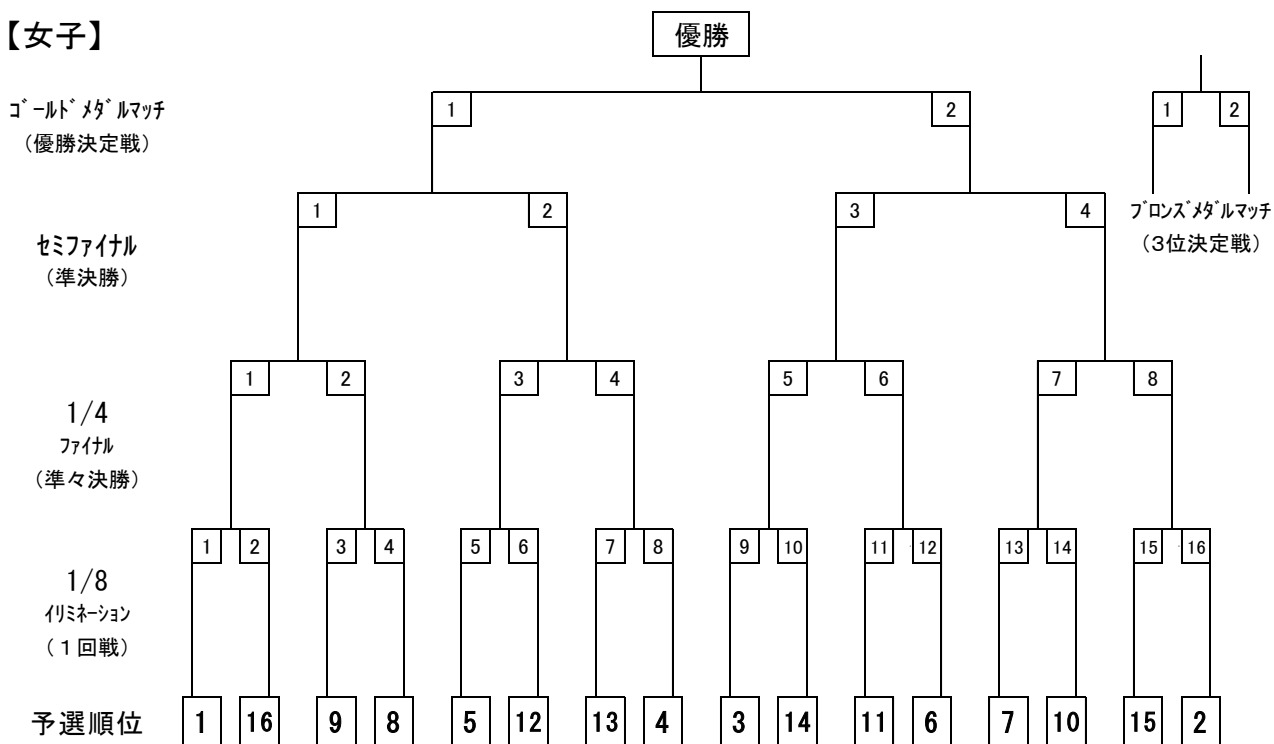 【女子】
優勝
ｺﾞｰﾙﾄﾞﾒﾀﾞﾙﾏｯﾁ
（優勝決定戦）
1 2
1 2
1 2 3 4
ﾌﾞﾛﾝｽﾞﾒﾀﾞﾙﾏｯﾁ
（3位決定戦）
ｾﾐﾌｧｲﾅﾙ
（準決勝）
1 2 3 4 5 6 7 8
1/4
ﾌｧｲﾅﾙ
（準々決勝）
1 2 3 4 5 6 7 8 9 10 11 12 13 14 15 16
1/8
ｲﾘﾐﾈｰｼｮﾝ
（１回戦）
予選順位 1 16 9 8 5 12 13 4 3 14 11 6 7 10 15 2